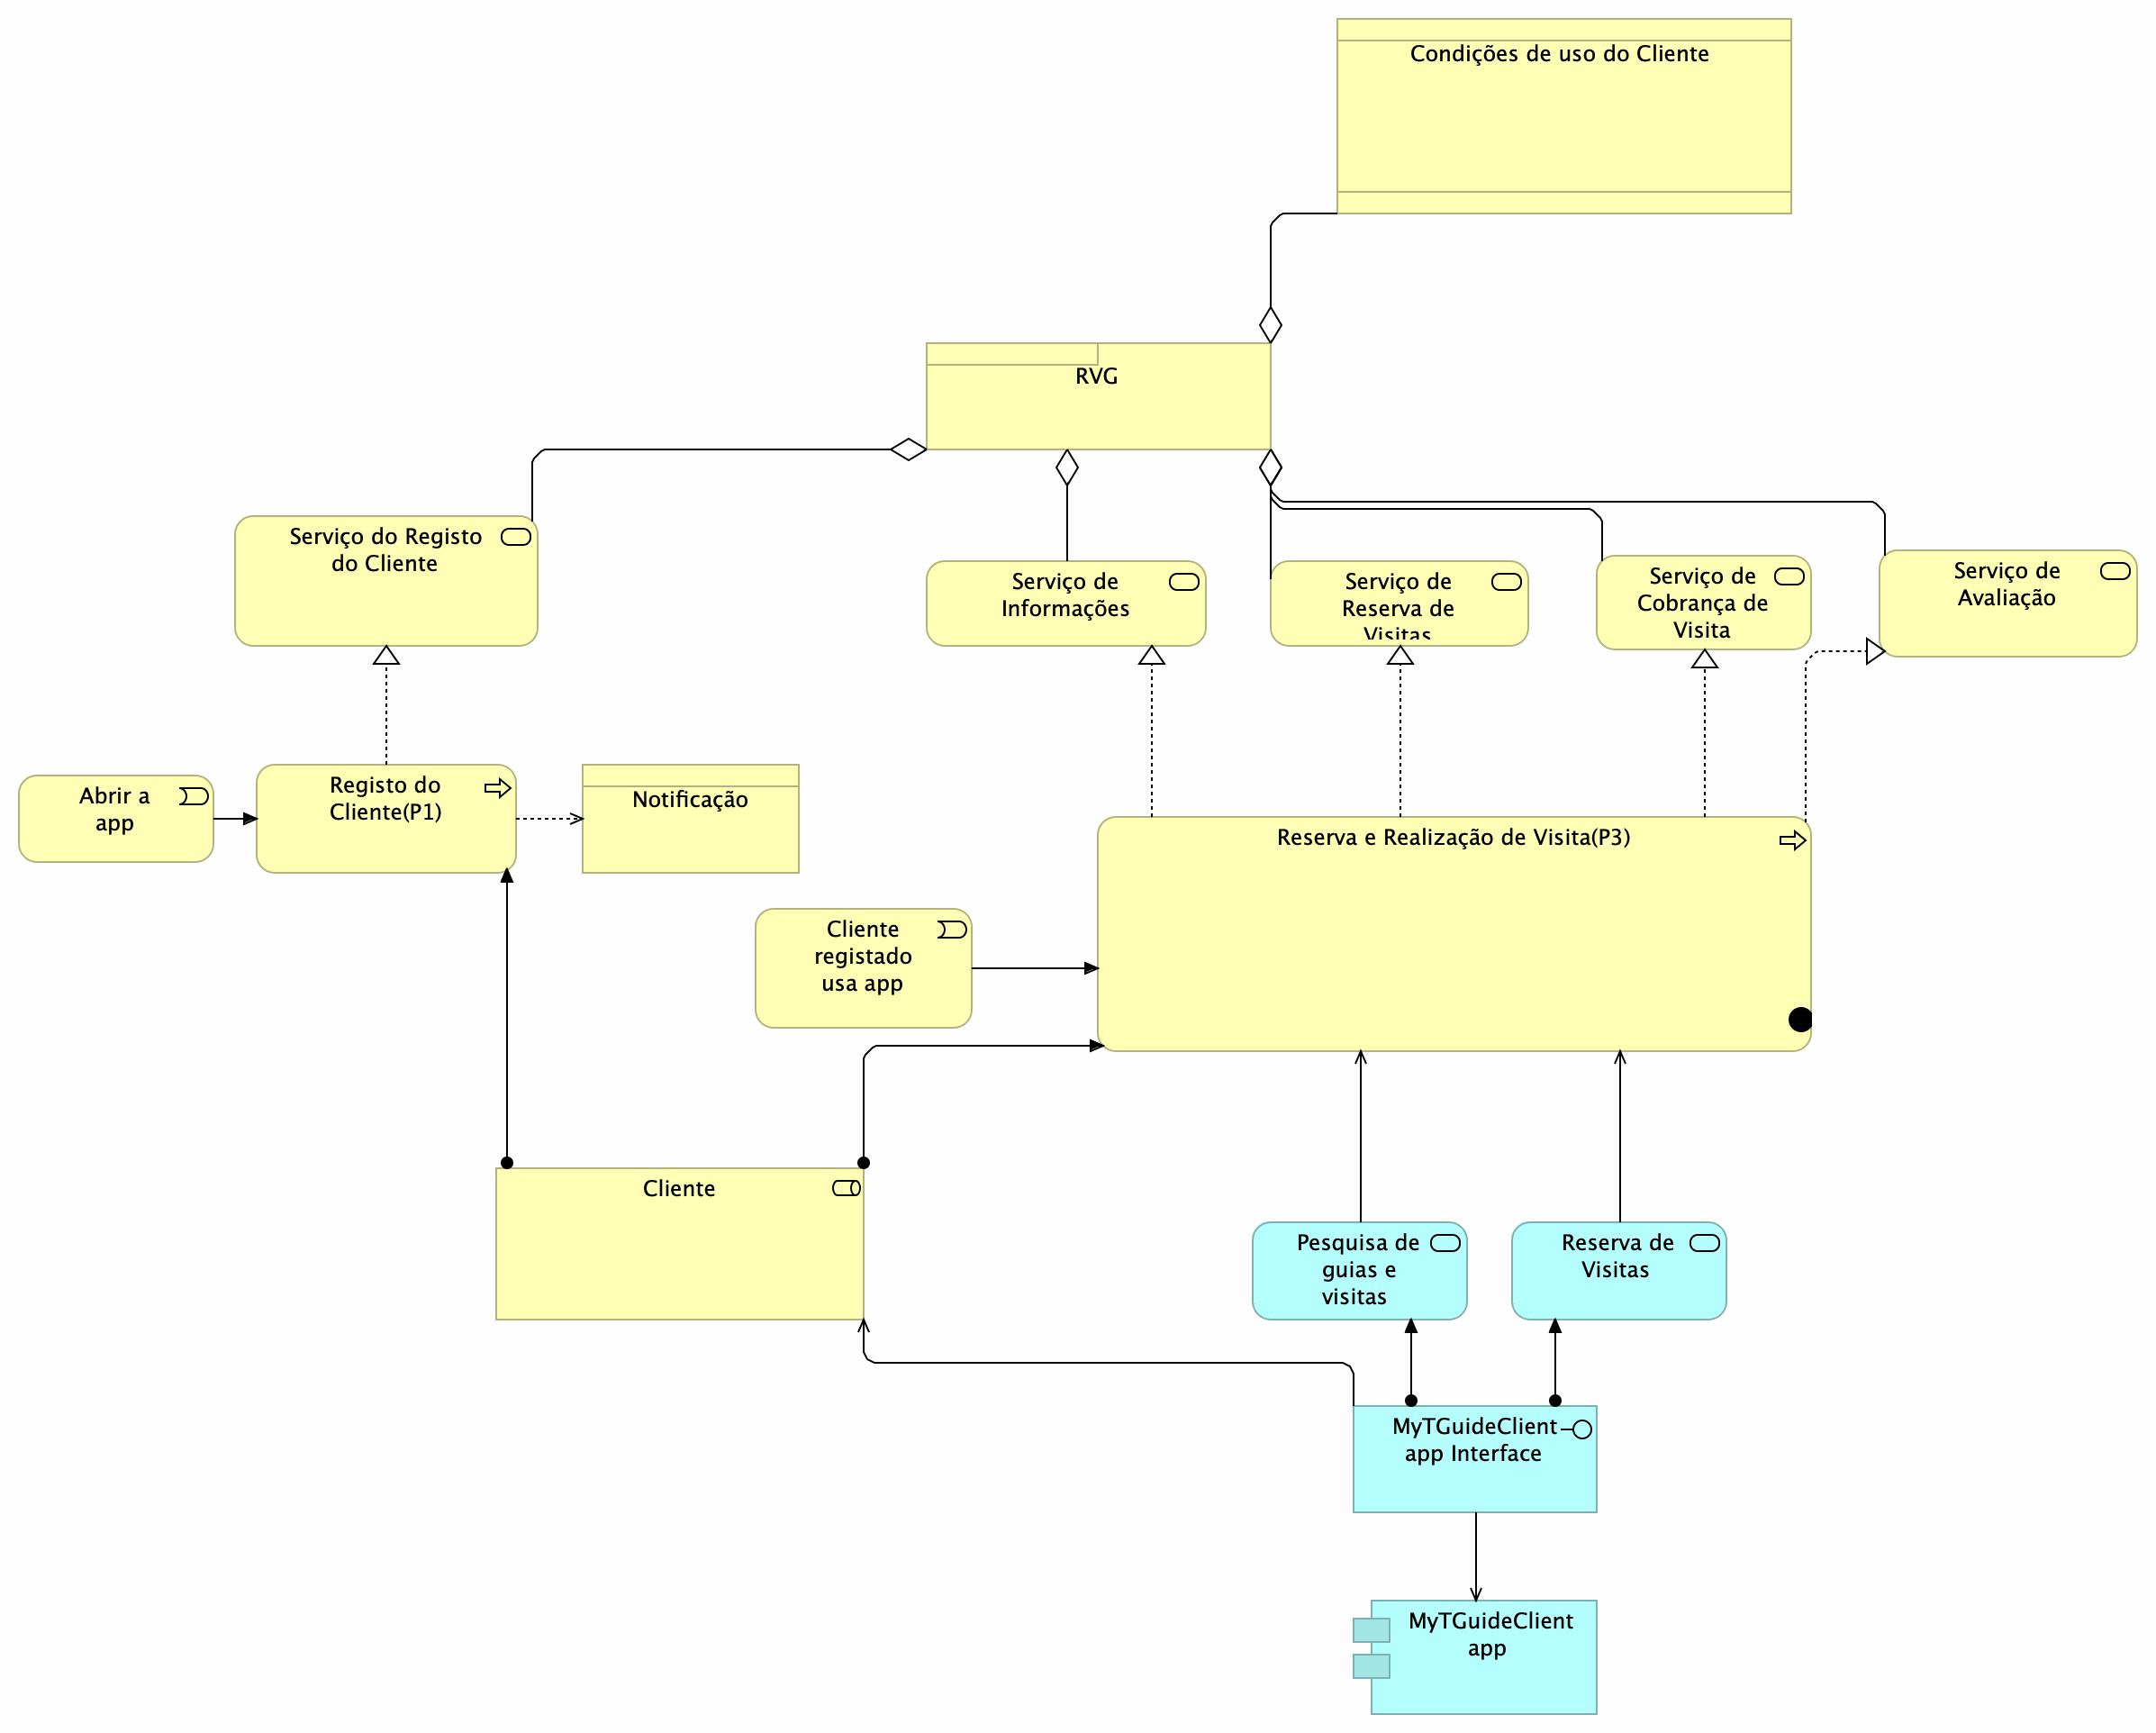 Condições de uso do Cliente
RVG
Serviço do Registo
do Cliente
Serviço de
Informações
Serviço de
Reserva de
Visitas
Serviço de
Cobrança de
Visita
Serviço de
Avaliação
Abrir a
app
Registo do
Cliente(P1)
Notificação
Reserva e Realização de Visita(P3)
Cliente
registado
usa app
Cliente
Pesquisa de
guias e
visitas
Reserva de
Visitas
MyTGuideClient
app Interface
MyTGuideClient
app